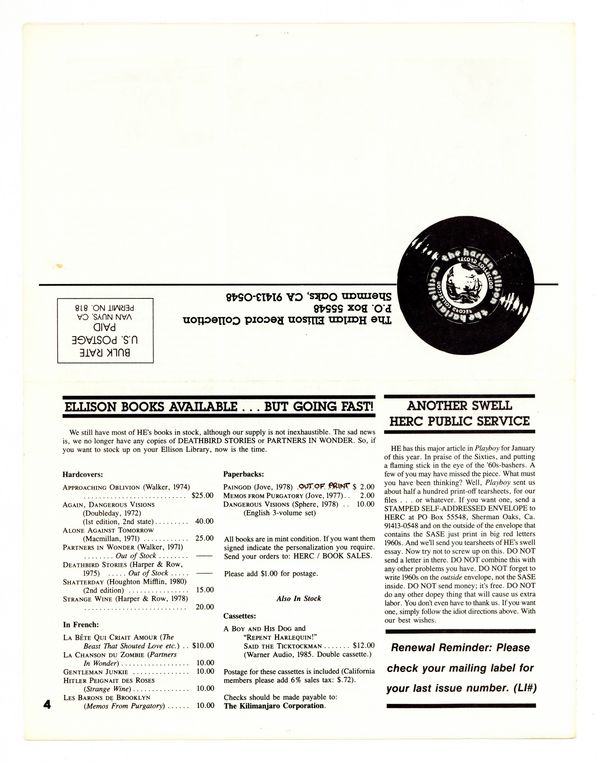 the harlan ellison
RECORD COLLECTION
The Harlan Ellison Record Collection
P.O. Box 55548
Sherman Oaks, CA 91413-0548
BULK RATE
U.S. POSTAGE
PAID
VAN NUYS, CA
PERMIT NO. 818
ELLISON BOOKS AVAILABLE . . . BUT GOING FAST!
We still have most of HE's books in stock, although our supply is not inexhaustible. The sad news
is, we no longer have any copies of DEATHBIRD STORIES or PARTNERS IN WONDER. So, if
you want to stock up on your Ellison Library, now is the time.
Hardcovers:
APPROACHING OBLIVION (Walker, 1974)
. . . . . . . . . . . . . . . . . . . . . . . . . . . $25.00
AGAIN, DANGEROUS VISIONS
(Doubleday, 1972)
(1st edition, 2nd state) . . . . . . . . . 40.00
ALONE AGAINST TOMORROW
(Macmillan, 1971) . . . . . . . . . . . . 25.00
PARTNERS IN WONDER (Walker, 1971)
. . . . . . . . Out of Stock . . . . . . . . ——
DEATHBIRD STORIES (Harper & Row,
1975) . . . . . Out of Stock . . . . . ——
SHATTERDAY (Houghton Mifflin, 1980)
(2nd edition) . . . . . . . . . . . . . . . . 15.00
STRANGE WINE (Harper & Row, 1978)
. . . . . . . . . . . . . . . . . . . . . . . . . . . 20.00
In French:
LA BÊTE QUI CRIAIT AMOUR (The
Beast That Shouted Love etc.) . . $10.00
LA CHANSON DU ZOMBIE (Partners
In Wonder) . . . . . . . . . . . . . . . . . . 10.00
GENTLEMAN JUNKIE . . . . . . . . . . . . . . . 10.00
HITLER PEIGNAIT DES ROSES
(Strange Wine) . . . . . . . . . . . . . . . . 10.00
LES BARONS DE BROOKLYN
(Memos From Purgatory) . . . . . . 10.00
4
Paperbacks:
PAINGOD (Jove, 1978) . OUT OF PRINT $ 2.00
MEMOS FROM PURGATORY (Jove, 1977) . . 2.00
DANGEROUS VISIONS (Sphere, 1978) . . 10.00
(English 3-volume set)
All books are in mint condition. If you want them
signed indicate the personalization you require.
Send your orders to: HERC / BOOK SALES.
Please add $1.00 for postage.
Also In Stock
Cassettes:
A BOY AND HIS DOG and
"REPENT HARLEQUIN!"
SAID THE TICKTOCKMAN . . . . . . . $12.00
(Warner Audio, 1985. Double cassette.)
Postage for these cassettes is included (California
members please add 6% sales tax: $.72).
Checks should be made payable to:
The Kilimanjaro Corporation.
ANOTHER SWELL
HERC PUBLIC SERVICE
HE has this major article in Playboy for January
of this year. In praise of the Sixties, and putting
a flaming stick in the eye of the '60s-bashers. A
few of you may have missed the piece. What must
you have been thinking? Well, Playboy sent us
about half a hundred print-off tearsheets, for our
files . . . or whatever. If you want one, send a
STAMPED SELF-ADDRESSED ENVELOPE to
HERC at PO Box 55548, Sherman Oaks, Ca.
91413-0548 and on the outside of the envelope that
contains the SASE just print in big red letters
1960s. And we'll send you tearsheets of HE's swell
essay. Now try not to screw up on this. DO NOT
send a letter in there. DO NOT combine this with
any other problems you have. DO NOT forget to
write 1960s on the outside envelope, not the SASE
inside. DO NOT send money; it's free. DO NOT
do any other dopey thing that will cause us extra
labor. You don't even have to thank us. If you want
one, simply follow the idiot directions above. With
our best wishes.
Renewal Reminder: Please
check your mailing label for
your last issue number. (LI#)